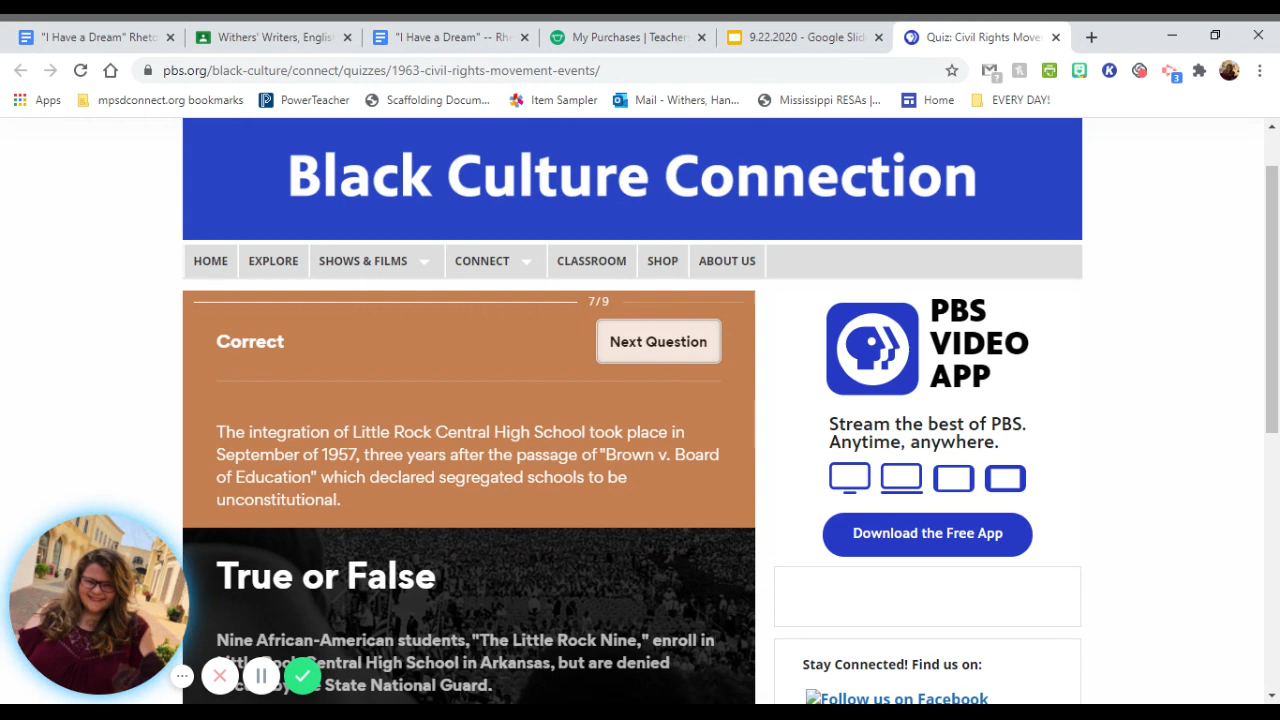 "I Have a Dream" Rheto
Withers' Writers, English
"I Have a Dream" -- Rhe
My Purchases | Teachers
9.22.2020 - Google Slid
Quiz: Civil Rights Move
pbs.org/black-culture/connect/quizzes/1963-civil-rights-movement-events/
Apps
mpsdconnect.org bookmarks
PowerTeacher
Scaffolding Docum...
Item Sampler
Mail - Withers, Han...
Mississippi RESAs |...
Home
EVERY DAY!
3
Black Culture Connection
HOME
EXPLORE
SHOWS & FILMS
CONNECT
CLASSROOM
SHOP
ABOUT US
7/9
Correct
Next Question
The integration of Little Rock Central High School took place in
September of 1957, three years after the passage of "Brown v. Board
of Education" which declared segregated schools to be
unconstitutional.
True or False
Nine African-American students, "The Little Rock Nine," enroll in
Rock Central High School in Arkansas, but are denied
State National Guard.
PBS
VIDEO
APP
Stream the best of PBS.
Anytime, anywhere.
Download the Free App
Stay Connected! Find us on:
Follow us on Facebook